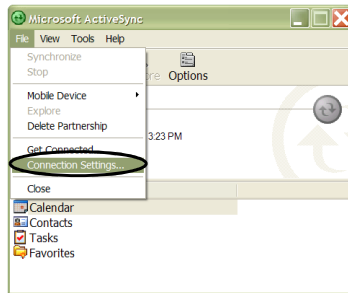 Microsoft ActiveSync
File View Tools Help
Synchronize
Stop
Options
Mobile Device
Explore
Delete Partnership
3:23 PM
Get Connected...
Connection Settings...
Close
Calendar
Contacts
Tasks
Favorites